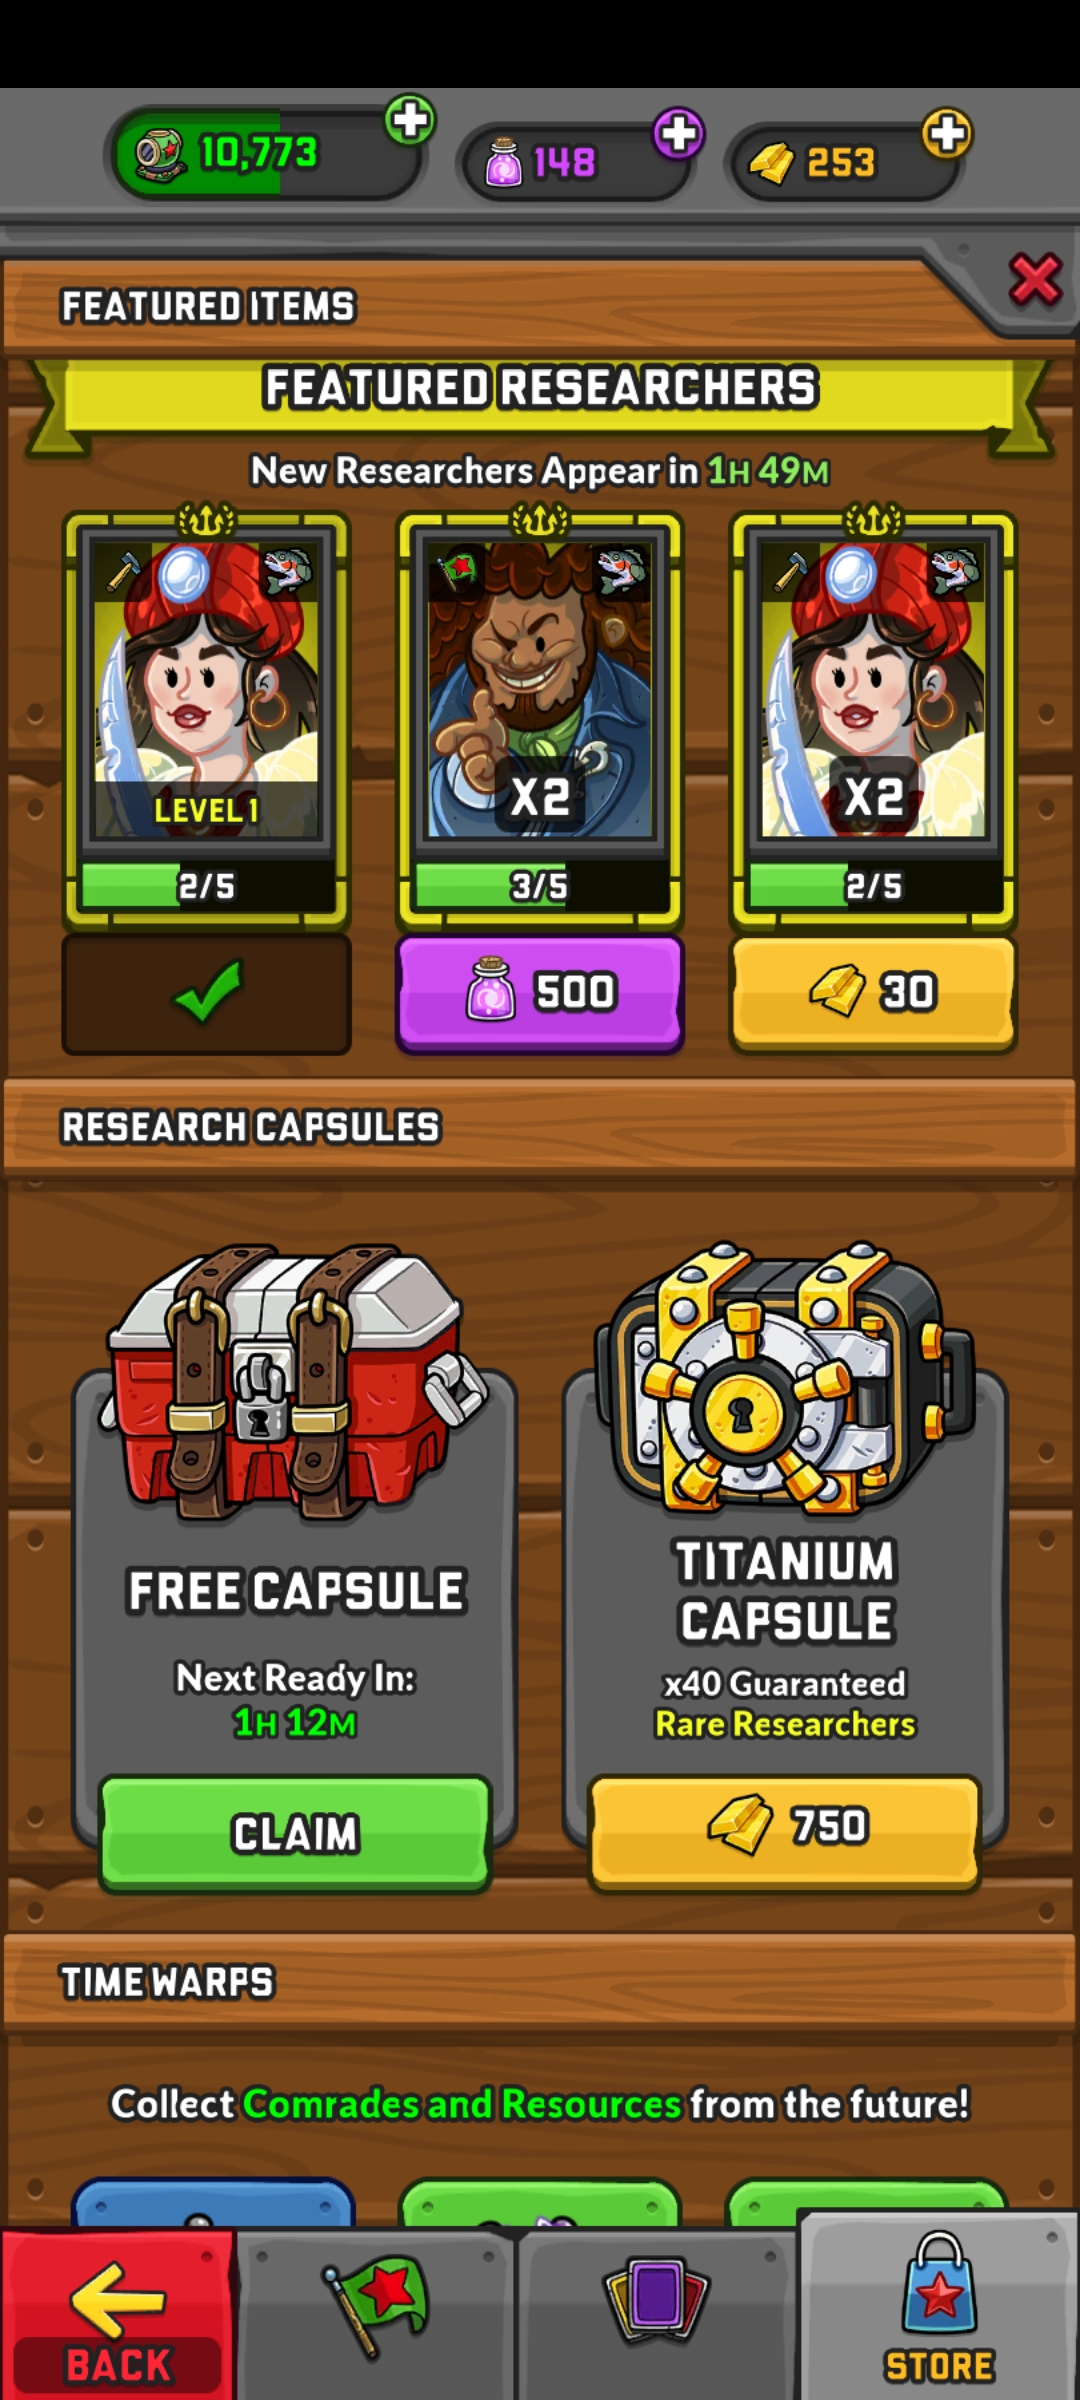 10,773
148
253
FEATURED ITEMS
FEATURED RESEARCHERS
New Researchers Appear in 1H 49M
LEVEL 1
X2
X2
2/5
3/5
2/5
500
30
RESEARCH CAPSULES
FREE CAPSULE
Next Ready In:
1H 12M
CLAIM
TITANIUM
CAPSULE
x40 Guaranteed
Rare Researchers
750
TIME WARPS
Collect Comrades and Resources from the future!
BACK
STORE